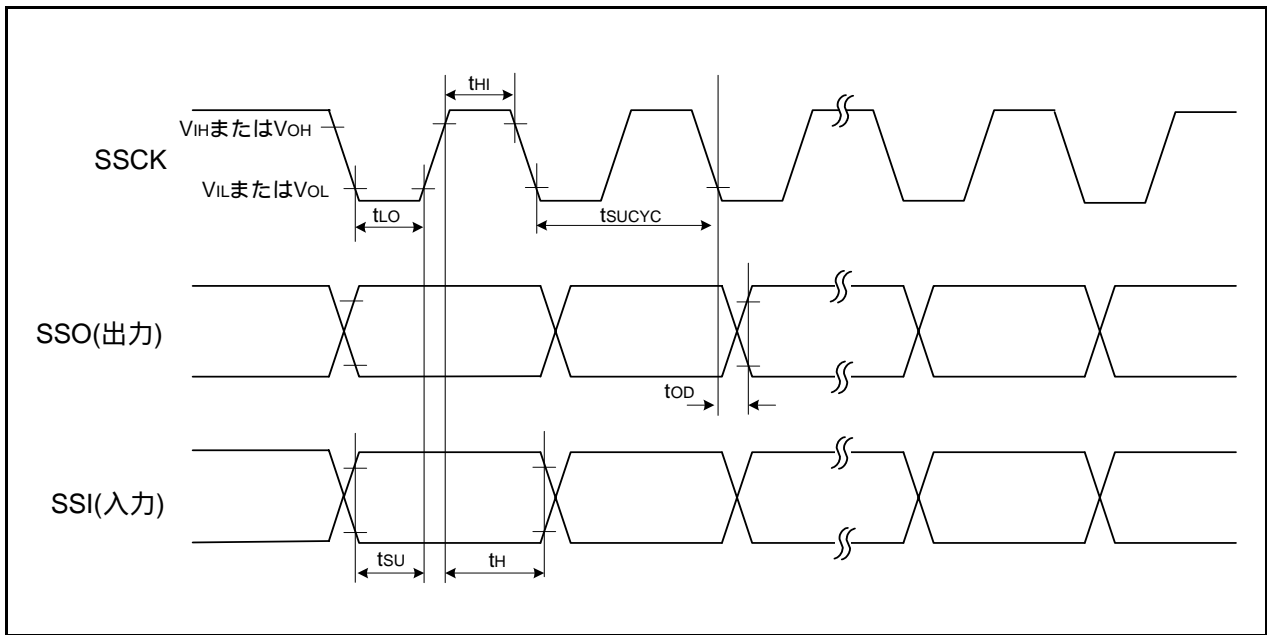 tHI
VIHまたはVOH
SSCK
VILまたはVOL
tLO
tSUCYC
SSO(出力)
tOD
SSI(入力)
tSU
tH